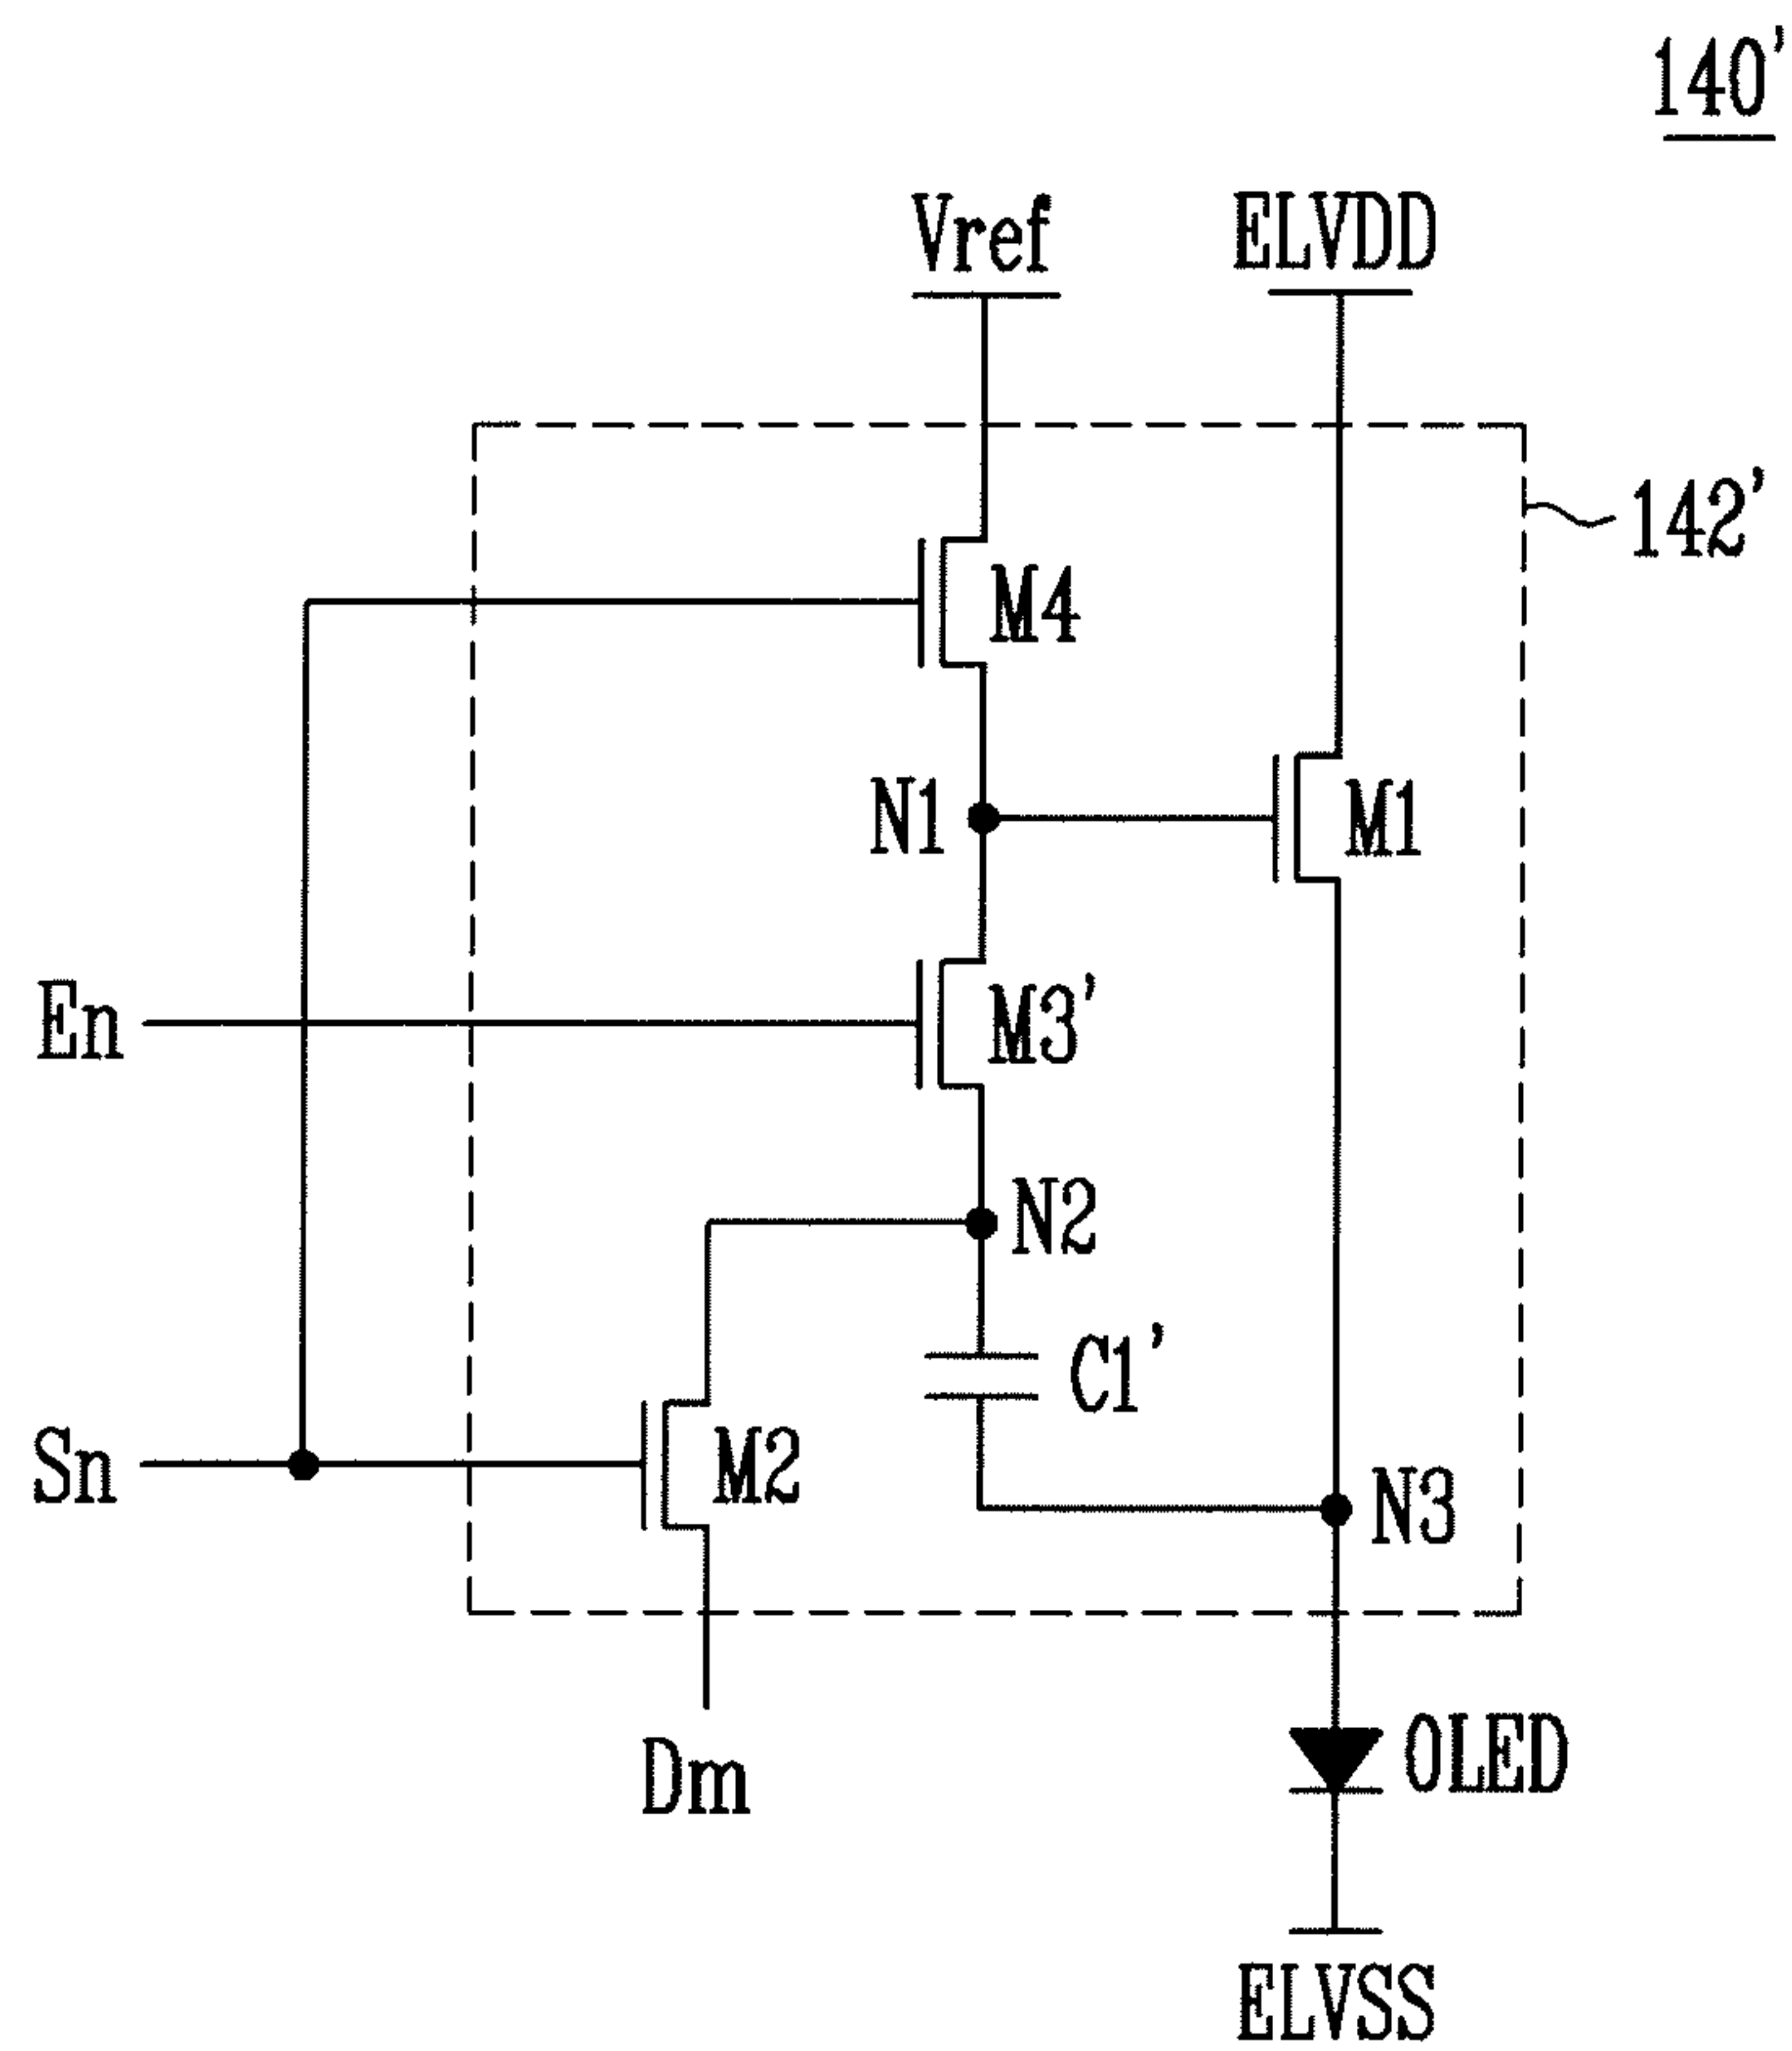 140'
Vref ELVDD
142'
M4
N1 M1
En M3'
N2
C1'
Sn M2 N3
Dm OLED
ELVSS